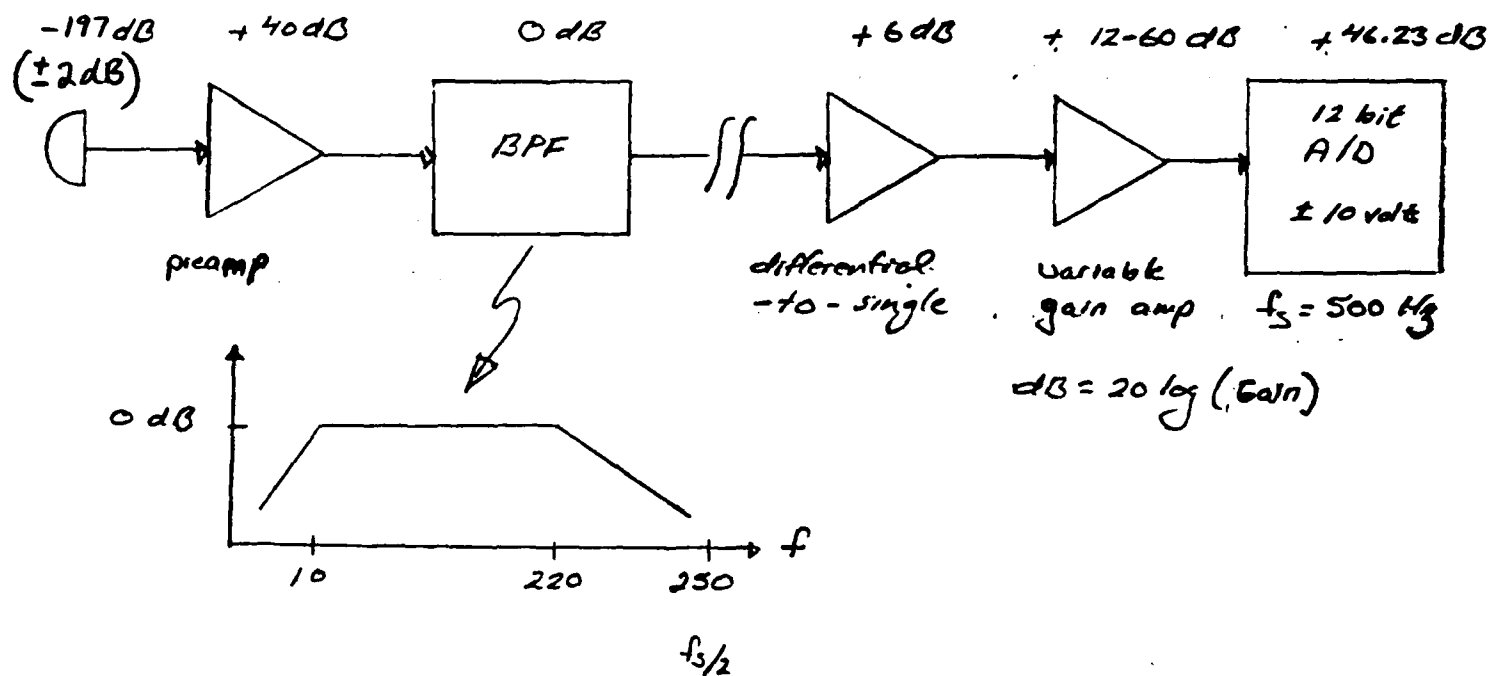 -197 dB + 40 dB 0 dB + 6 dB + 12-60 dB + 46.23 dB
(± 2 dB)
BPF
12 bit
A/D
± 10 volt
preamp
differential
-to-single
variable
gain amp
fs = 500 Hz
dB = 20 log (Gain)
0 dB
f
10 220 250
fs/2